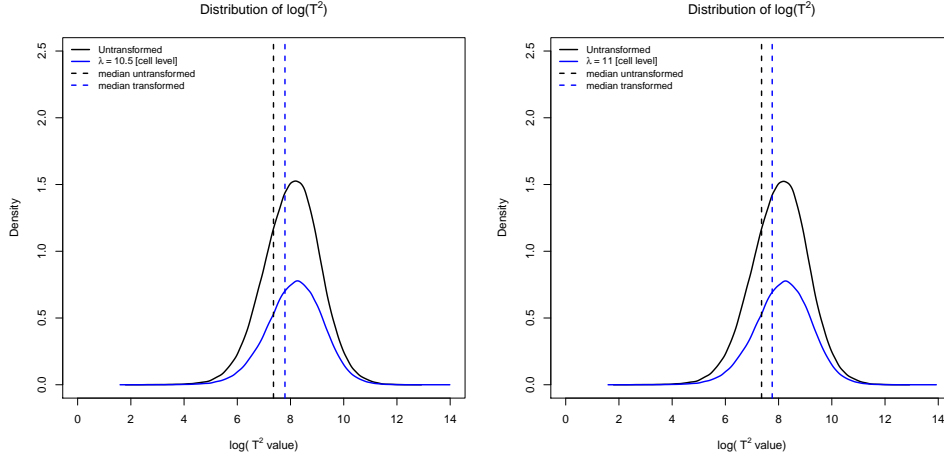 Distribution of log(T²)
Untransformed
λ = 10.5 [cell level]
median untransformed
median transformed
2.5
2.0
1.5
1.0
0.5
0.0
Density
0 2 4 6 8 10 12 14
log( T² value)
Distribution of log(T²)
Untransformed
λ = 11 [cell level]
median untransformed
median transformed
2.5
2.0
1.5
1.0
0.5
0.0
Density
0 2 4 6 8 10 12 14
log( T² value)